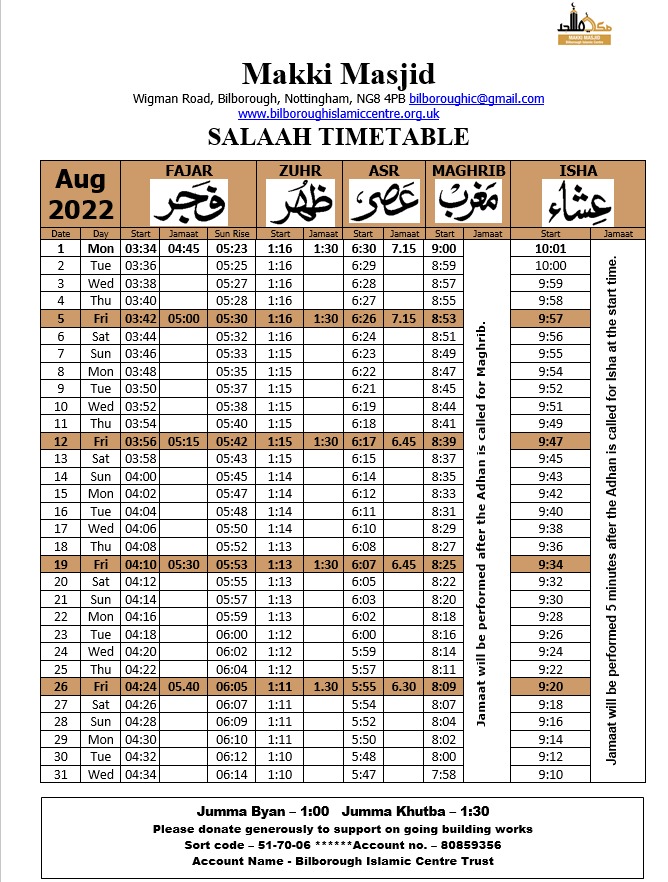 MAKKI MASJID
Bilborough Islamic Centre
Makki Masjid
Wigman Road, Bilborough, Nottingham, NG8 4PB bilboroughic@gmail.com
www.bilboroughislamiccentre.org.uk
SALAAH TIMETABLE
Aug 2022 FAJAR ZUHR ASR MAGHRIB ISHA
فَجَر ظُهُر عَصر مَغرِب عِشاء
Date Day Start Jamaat Sun Rise Start Jamaat Start Jamaat Start Jamaat Start Jamaat
1 Mon 03:34 04:45 05:23 1:16 1:30 6:30 7.15 9:00 10:01
2 Tue 03:36 05:25 1:16 6:29 8:59 10:00
3 Wed 03:38 05:27 1:16 6:28 8:57 9:59
4 Thu 03:40 05:28 1:16 6:27 8:55 9:58
5 Fri 03:42 05:00 05:30 1:16 1:30 6:26 7.15 8:53 9:57
6 Sat 03:44 05:32 1:16 6:24 8:51 9:56
7 Sun 03:46 05:33 1:15 6:23 8:49 9:55
8 Mon 03:48 05:35 1:15 6:22 8:47 9:54
9 Tue 03:50 05:37 1:15 6:21 8:45 9:52
10 Wed 03:52 05:38 1:15 6:19 8:44 9:51
11 Thu 03:54 05:40 1:15 6:18 8:41 9:49
12 Fri 03:56 05:15 05:42 1:15 1:30 6:17 6.45 8:39 9:47
13 Sat 03:58 05:43 1:15 6:15 8:37 9:45
14 Sun 04:00 05:45 1:14 6:14 8:35 9:43
15 Mon 04:02 05:47 1:14 6:12 8:33 9:42
16 Tue 04:04 05:48 1:14 6:11 8:31 9:40
17 Wed 04:06 05:50 1:14 6:10 8:29 9:38
18 Thu 04:08 05:52 1:13 6:08 8:27 9:36
19 Fri 04:10 05:30 05:53 1:13 1:30 6:07 6.45 8:25 9:34
20 Sat 04:12 05:55 1:13 6:05 8:22 9:32
21 Sun 04:14 05:57 1:13 6:03 8:20 9:30
22 Mon 04:16 05:59 1:13 6:02 8:18 9:28
23 Tue 04:18 06:00 1:12 6:00 8:16 9:26
24 Wed 04:20 06:02 1:12 5:59 8:14 9:24
25 Thu 04:22 06:04 1:12 5:57 8:11 9:22
26 Fri 04:24 05.40 06:05 1:11 1.30 5:55 6.30 8:09 9:20
27 Sat 04:26 06:07 1:11 5:54 8:07 9:18
28 Sun 04:28 06:09 1:11 5:52 8:04 9:16
29 Mon 04:30 06:10 1:11 5:50 8:02 9:14
30 Tue 04:32 06:12 1:10 5:48 8:00 9:12
31 Wed 04:34 06:14 1:10 5:47 7:58 9:10
Jamaat will be performed after the Adhan is called for Maghrib.
Jamaat will be performed 5 minutes after the Adhan is called for Isha at the start time.
Jumma Byan – 1:00 Jumma Khutba – 1:30
Please donate generously to support on going building works
Sort code – 51-70-06 ******Account no. – 80859356
Account Name - Bilborough Islamic Centre Trust